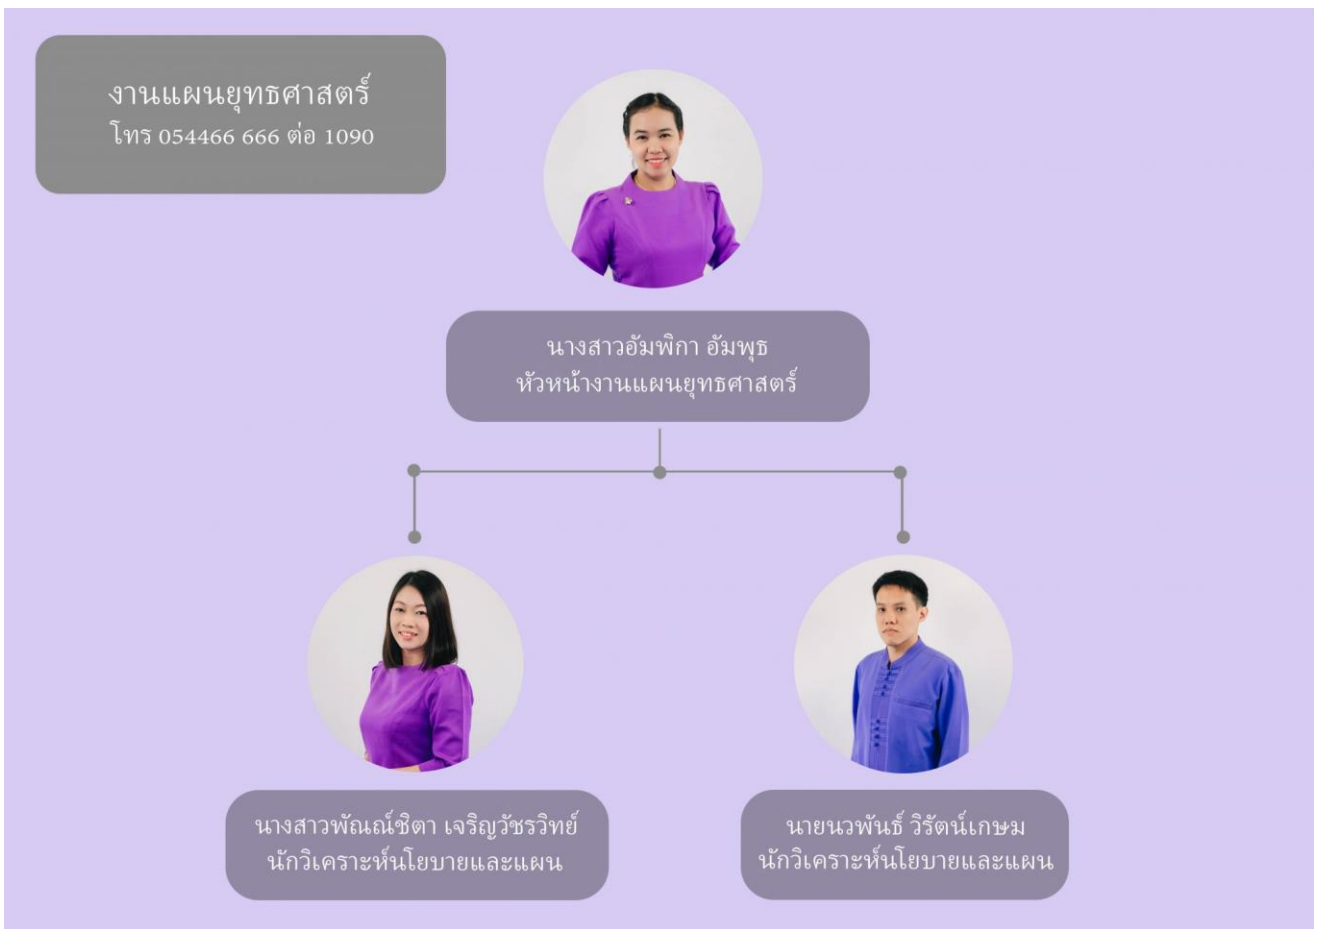 งานแผนยุทธศาสตร์
โทร 054466 666 ต่อ 1090
นางสาวอัมพิกา อัมพุธ
หัวหน้างานแผนยุทธศาสตร์
นางสาวพัณณ์ชิตา เจริญวัชรวิทย์
นักวิเคราะห์นโยบายและแผน
นายนวพันธ์ วิรัตน์เกษม
นักวิเคราะห์นโยบายและแผน